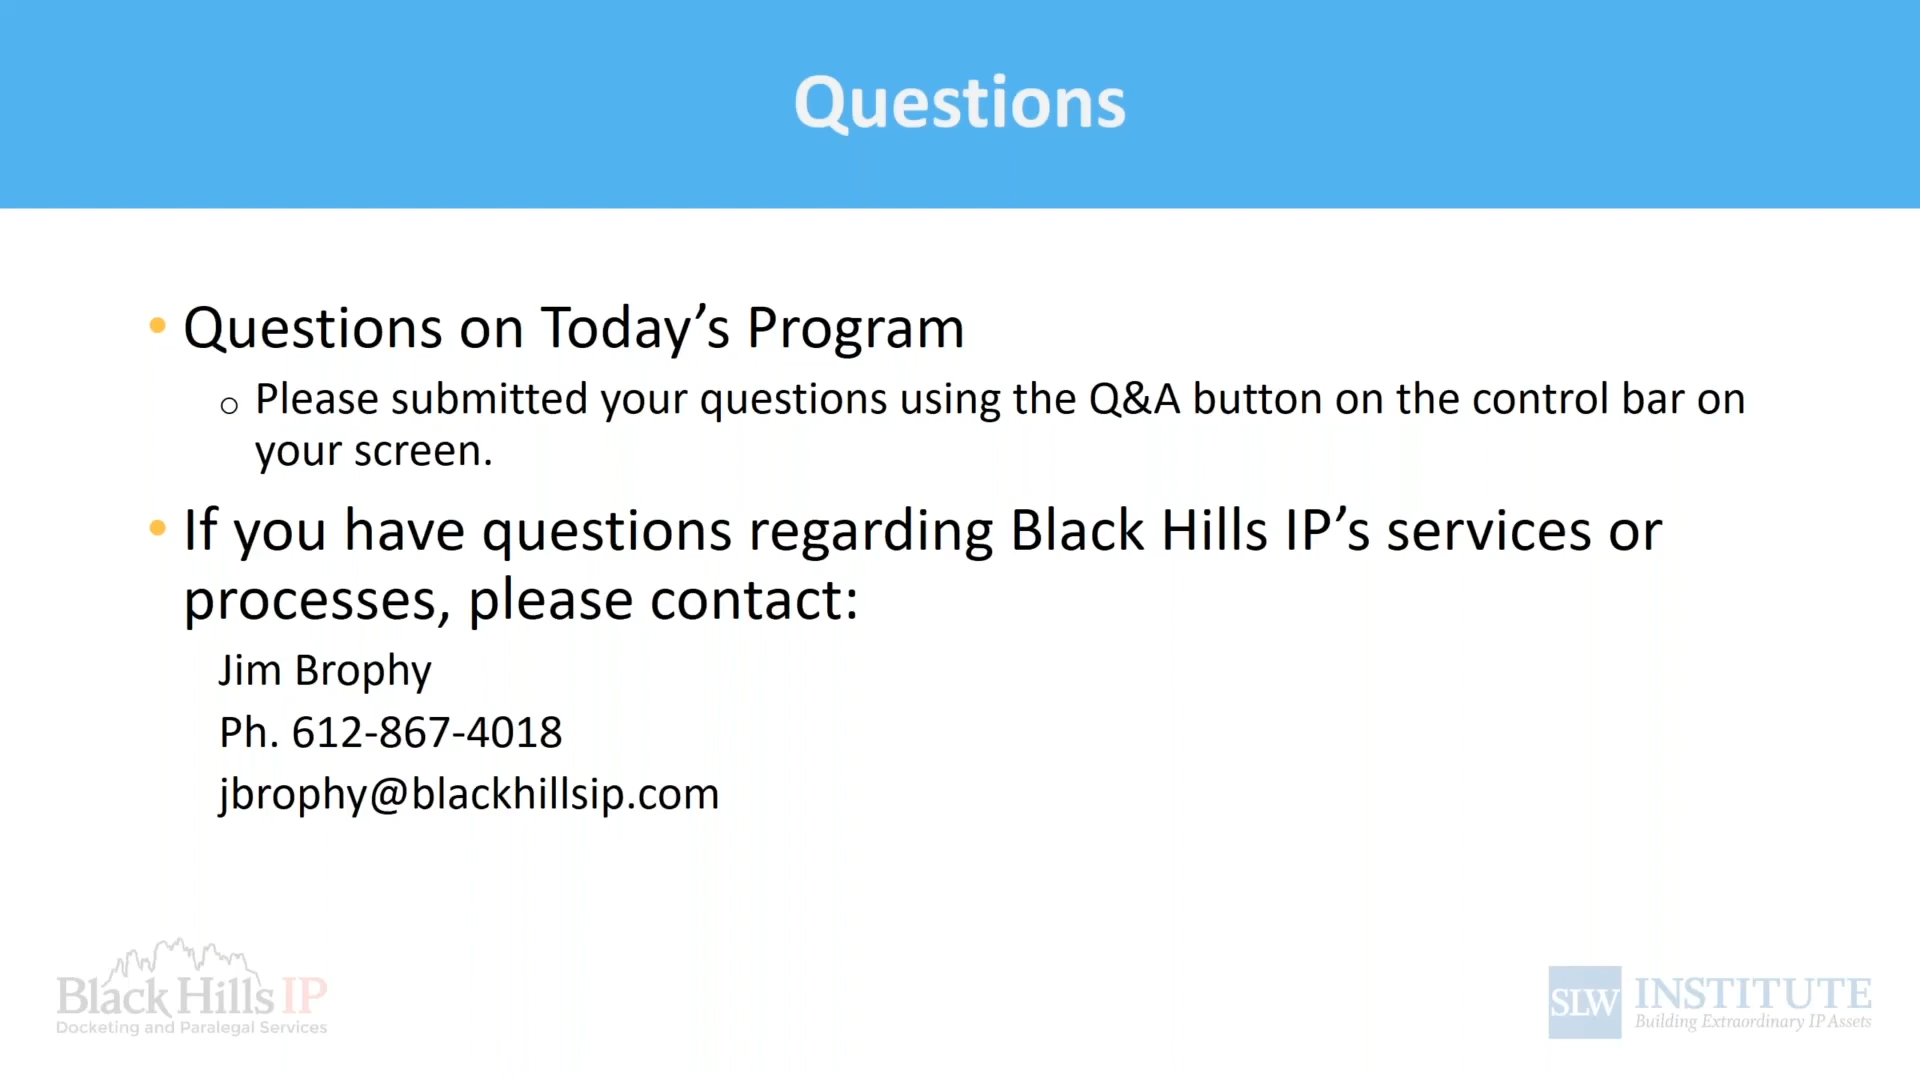 Questions
• Questions on Today’s Program
o Please submitted your questions using the Q&A button on the control bar on
your screen.
• If you have questions regarding Black Hills IP’s services or
processes, please contact:
Jim Brophy
Ph. 612-867-4018
jbrophy@blackhillsip.com
Black Hills IP
Docketing and Paralegal Services
SLW INSTITUTE
Building Extraordinary IP Assets